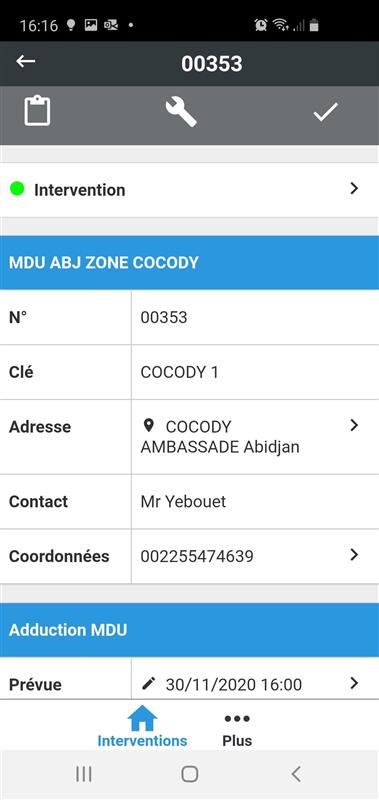 16:16
00353
Intervention
MDU ABJ ZONE COCODY
N° 00353
Clé COCODY 1
Adresse COCODY
AMBASSADE Abidjan
Contact Mr Yebouet
Coordonnées 002255474639
Adduction MDU
Prévue 30/11/2020 16:00
Interventions Plus